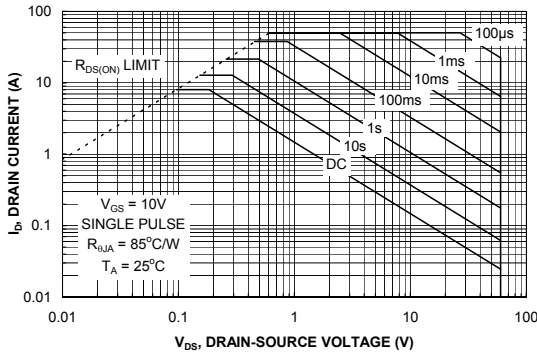 100
10
1
0.1
0.01
I_D, DRAIN CURRENT (A)
R_DS(ON) LIMIT
100µs
1ms
10ms
100ms
1s
10s
DC
V_GS = 10V
SINGLE PULSE
R_θJA = 85°C/W
T_A = 25°C
0.01 0.1 1 10 100
V_DS, DRAIN-SOURCE VOLTAGE (V)